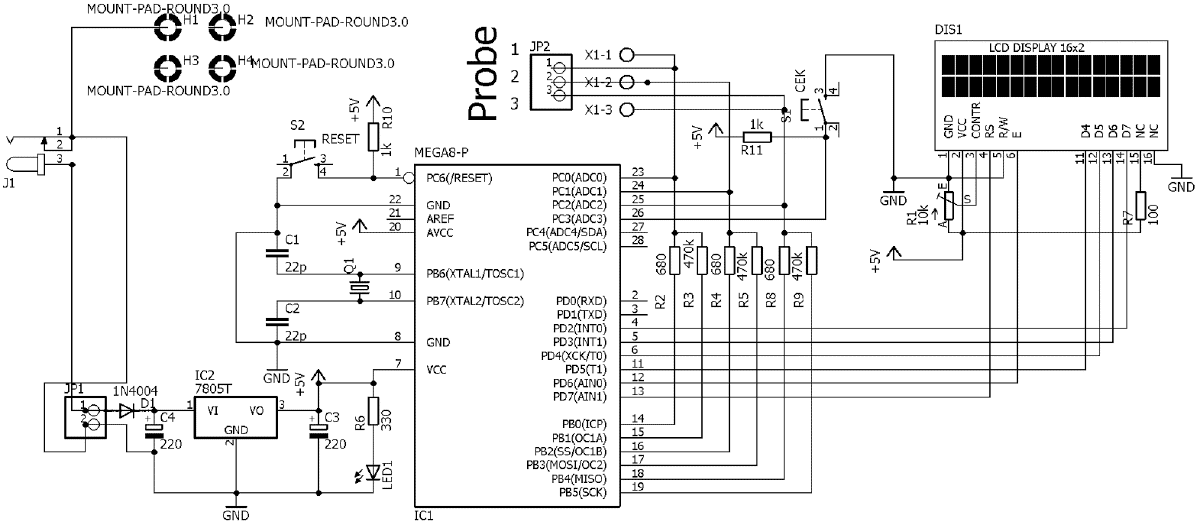 MOUNT-PAD-ROUND3.0
H1
H2
MOUNT-PAD-ROUND3.0
H3
H4
MOUNT-PAD-ROUND3.0
MOUNT-PAD-ROUND3.0
1
2
3
J1
Probe
1
2
3
JP2
1
2
3
X1-1
X1-2
X1-3
CEK
S1
3
4
1
2
+5V
1k
R11
DIS1
LCD DISPLAY 16x2
GND
VCC
CONTR
RS
R/W
E
D4
D5
D6
D7
NC
NC
1
2
3
4
5
6
11
12
13
14
15
16
GND
GND
R1
10k
E
S
A
+5V
R7
100
+5V
R10
1k
S2
RESET
1
3
2
4
MEGA8-P
1
PC6(/RESET)
22
GND
21
AREF
20
AVCC
+5V
9
PB6(XTAL1/TOSC1)
10
PB7(XTAL2/TOSC2)
8
GND
7
VCC
C1
22p
Q1
C2
22p
GND
PC0(ADC0)
23
PC1(ADC1)
24
PC2(ADC2)
25
PC3(ADC3)
26
PC4(ADC4/SDA)
27
PC5(ADC5/SCL)
28
PD0(RXD)
2
PD1(TXD)
3
PD2(INT0)
4
PD3(INT1)
5
PD4(XCK/T0)
6
PD5(T1)
11
PD6(AIN0)
12
PD7(AIN1)
13
PB0(ICP)
14
PB1(OC1A)
15
PB2(SS/OC1B)
16
PB3(MOSI/OC2)
17
PB4(MISO)
18
PB5(SCK)
19
IC1
680
470k
680
470k
680
470k
R2
R3
R4
R5
R8
R9
JP1
1
2
1N4004
D1
C4
220
IC2
7805T
1
VI
VO
3
GND
2
+5V
C3
220
R6
330
LED1
GND